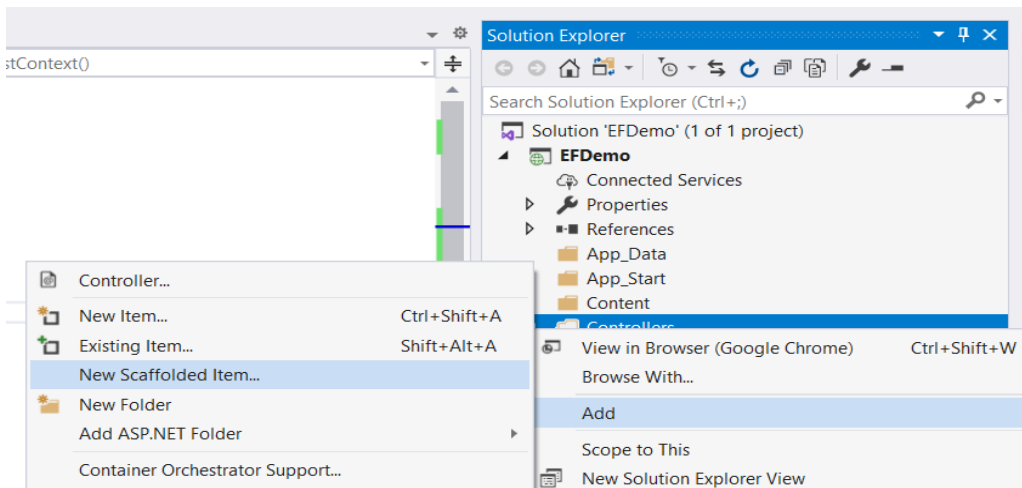 Solution Explorer
stContext()
Search Solution Explorer (Ctrl+;)
Solution 'EFDemo' (1 of 1 project)
EFDemo
Connected Services
Properties
References
App_Data
App_Start
Content
Controllers
Controller...
New Item... Ctrl+Shift+A
Existing Item... Shift+Alt+A
New Scaffolded Item...
New Folder
Add ASP.NET Folder
Container Orchestrator Support...
View in Browser (Google Chrome) Ctrl+Shift+W
Browse With...
Add
Scope to This
New Solution Explorer View